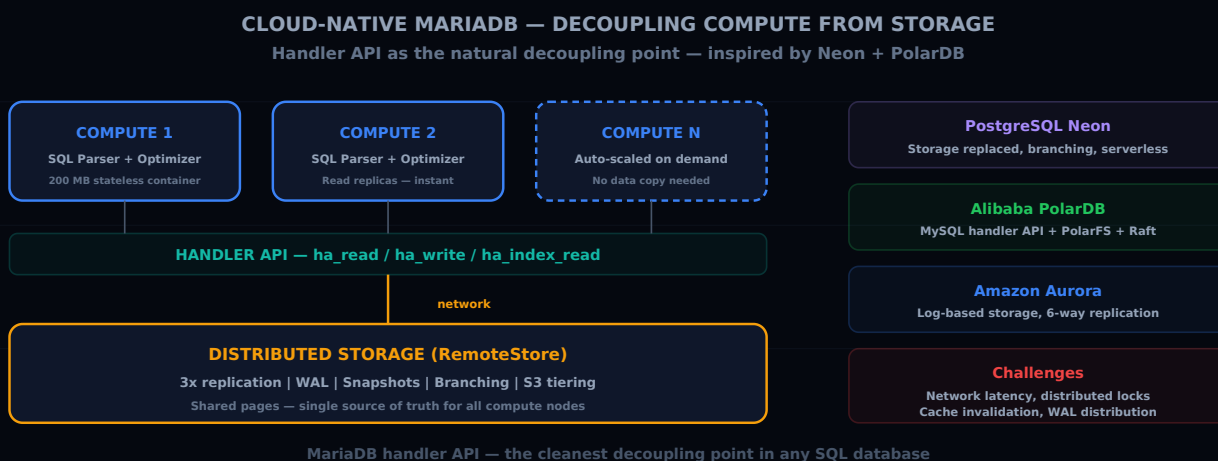 CLOUD-NATIVE MARIADB — DECOUPLING COMPUTE FROM STORAGE
Handler API as the natural decoupling point — inspired by Neon + PolarDB
COMPUTE 1
SQL Parser + Optimizer
200 MB stateless container
COMPUTE 2
SQL Parser + Optimizer
Read replicas — instant
COMPUTE N
Auto-scaled on demand
No data copy needed
HANDLER API — ha_read / ha_write / ha_index_read
network
DISTRIBUTED STORAGE (RemoteStore)
3x replication | WAL | Snapshots | Branching | S3 tiering
Shared pages — single source of truth for all compute nodes
PostgreSQL Neon
Storage replaced, branching, serverless
Alibaba PolarDB
MySQL handler API + PolarFS + Raft
Amazon Aurora
Log-based storage, 6-way replication
Challenges
Network latency, distributed locks
Cache invalidation, WAL distribution
MariaDB handler API — the cleanest decoupling point in any SQL database